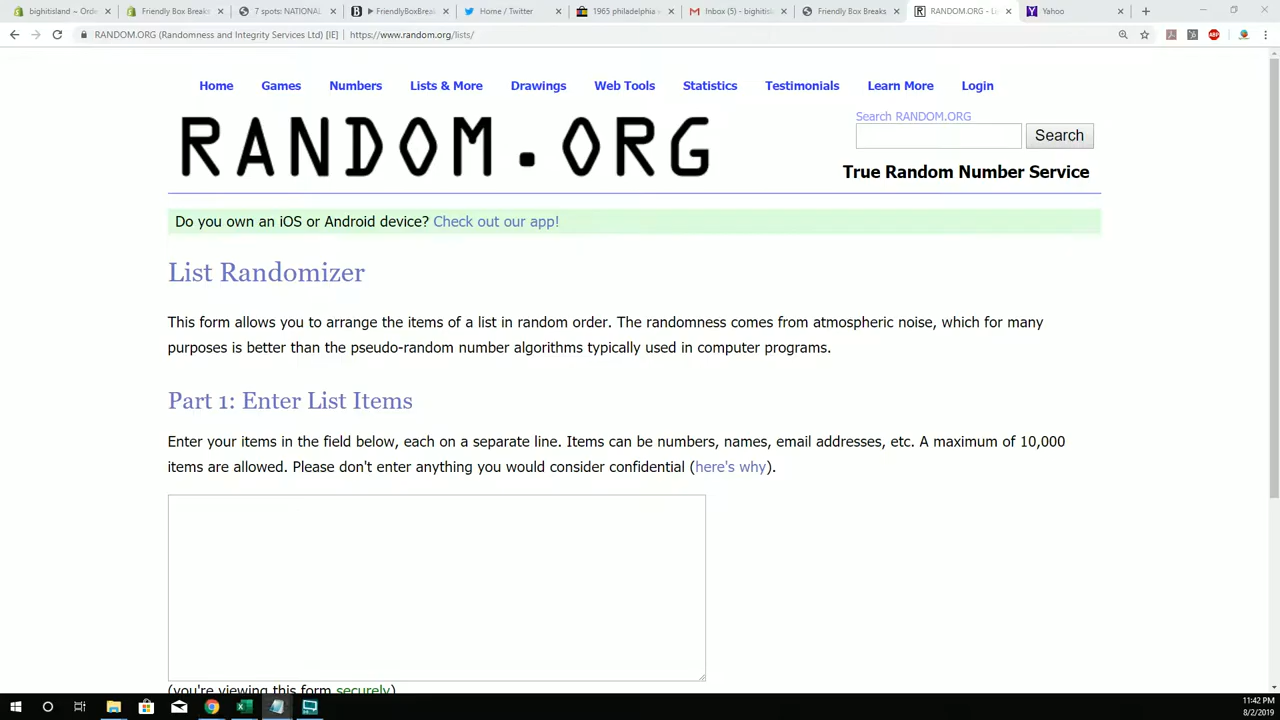 bighitisland ~ Orde
Friendly Box Break
7 spots: NATIONAL
FriendlyBoxBreak
Home / Twitter
1965 philadelphia
Inbox (5) - bighitisl
Friendly Box Breaks
RANDOM.ORG - Li
Yahoo
RANDOM.ORG (Randomness and Integrity Services Ltd) [IE] | https://www.random.org/lists/
Home Games Numbers Lists & More Drawings Web Tools Statistics Testimonials Learn More Login
RANDOM.ORG
Search RANDOM.ORG
Search
True Random Number Service
Do you own an iOS or Android device? Check out our app!
List Randomizer
This form allows you to arrange the items of a list in random order. The randomness comes from atmospheric noise, which for many
purposes is better than the pseudo-random number algorithms typically used in computer programs.
Part 1: Enter List Items
Enter your items in the field below, each on a separate line. Items can be numbers, names, email addresses, etc. A maximum of 10,000
items are allowed. Please don't enter anything you would consider confidential (here's why).
(you're viewing this form securely)
11:42 PM
8/2/2019